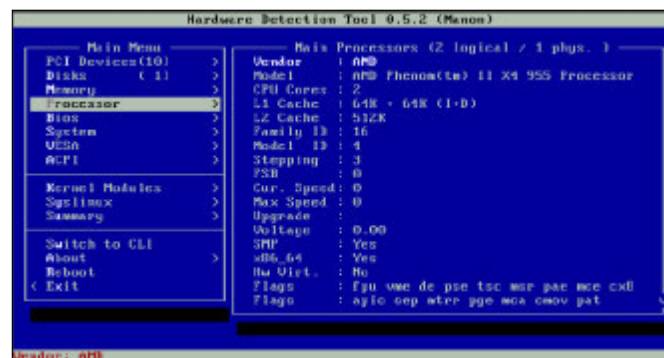 Hardware Detection Tool 0.5.2 (Manon)
Main Menu
PCI Devices(10) >
Disks ( 1) >
Memory >
Processor >
Bios >
System >
VESA >
ACPI >
Kernel Modules >
Syslinux >
Summary >
Switch to CLI
About >
Reboot
< Exit
Main Processors (2 logical / 1 phys. )
Vendor : AMD
Model : AMD Phenom(tm) II X4 955 Processor
CPU Cores : 2
L1 Cache : 64K + 64K (I+D)
L2 Cache : 512K
Family ID : 16
Model ID : 4
Stepping : 3
FSB : 0
Cur. Speed: 0
Max Speed : 0
Upgrade :
Voltage : 0.00
SMP : Yes
x86_64 : Yes
Hw Virt. : No
Flags : fpu vme de pse tsc msr pae mce cx8
Flags : apic sep mtrr pge mca cmov pat
Vendor: AMD